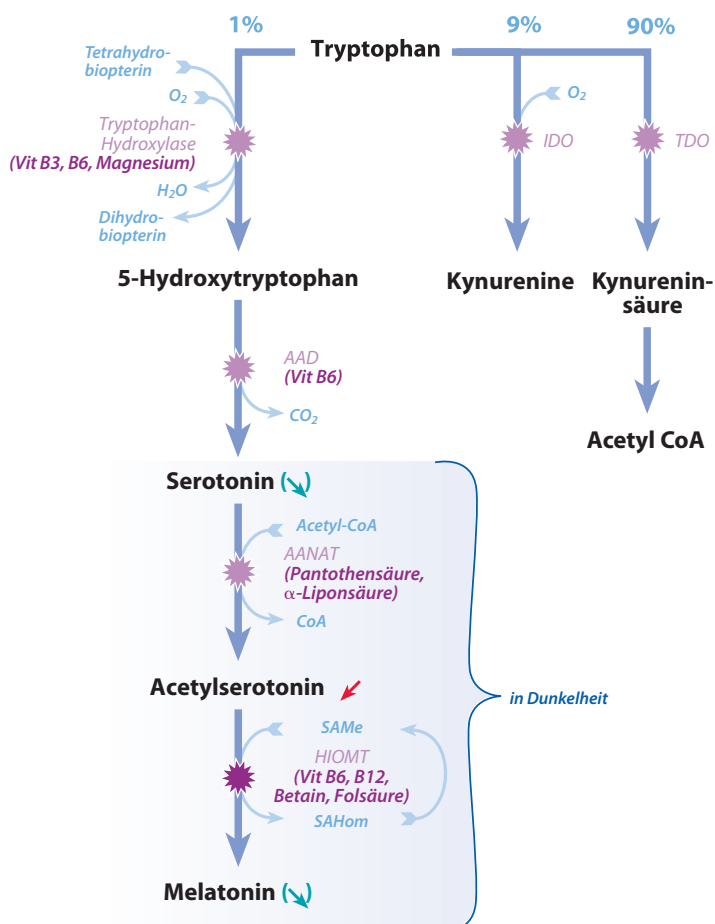 1%
Tryptophan
9%
90%
Tetrahydro-
biopterin
O2
O2
Tryptophan-
Hydroxylase
(Vit B3, B6, Magnesium)
IDO
TDO
H2O
Dihydro-
biopterin
5-Hydroxytryptophan
Kynurenine
Kynurenin-
säure
AAD
(Vit B6)
CO2
Acetyl CoA
Serotonin (↘)
Acetyl-CoA
AANAT
(Pantothensäure,
α-Liponsäure)
CoA
Acetylserotonin ↙
in Dunkelheit
SAMe
HIOMT
(Vit B6, B12,
Betain, Folsäure)
SAHom
Melatonin (↘)